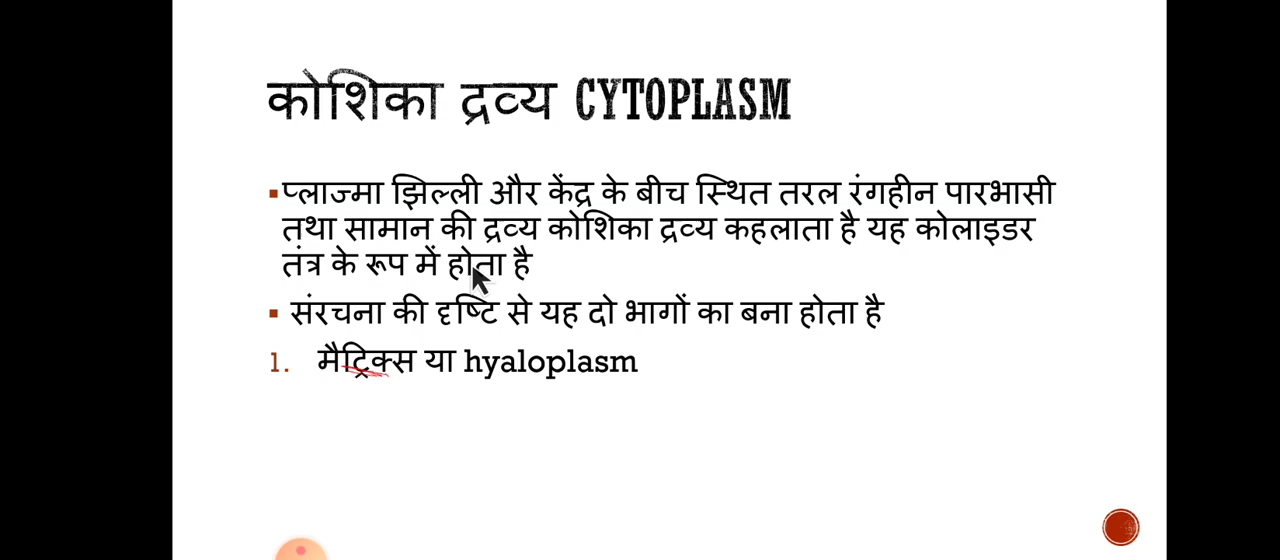 कोशिका द्रव्य CYTOPLASM
▪प्लाज्मा झिल्ली और केंद्र के बीच स्थित तरल रंगहीन पारभासी
तथा सामान की द्रव्य कोशिका द्रव्य कहलाता है यह कोलाइडर
तंत्र के रूप में होता है
▪ संरचना की दृष्टि से यह दो भागों का बना होता है
1. मैट्रिक्स या hyaloplasm